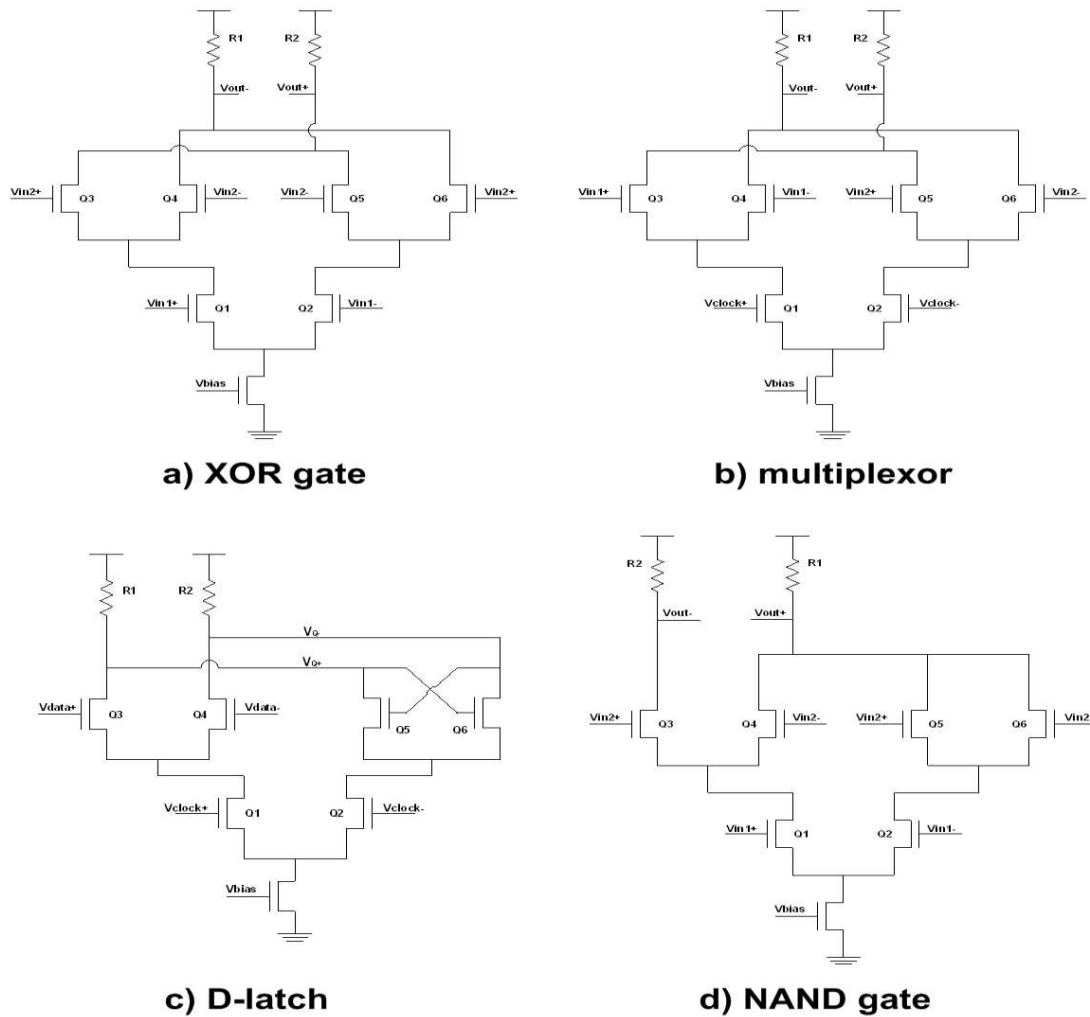 R1 R2
Vout- Vout+
Vin2+ Q3 Q4 Vin2- Vin2- Q5 Q6 Vin2+
Vin1+ Q1 Q2 Vin1-
Vbias
a) XOR gate
R1 R2
Vout- Vout+
Vin1+ Q3 Q4 Vin1- Vin2+ Q5 Q6 Vin2-
Vclock+ Q1 Q2 Vclock-
Vbias
b) multiplexor
R1 R2
VQ-
VQ+
Vdata+ Q3 Q4 Vdata- Q5 Q6
Vclock+ Q1 Q2 Vclock-
Vbias
c) D-latch
R2 R1
Vout- Vout+
Vin2+ Q3 Q4 Vin2- Vin2+ Q5 Q6 Vin2
Vin1+ Q1 Q2 Vin1-
Vbias
d) NAND gate